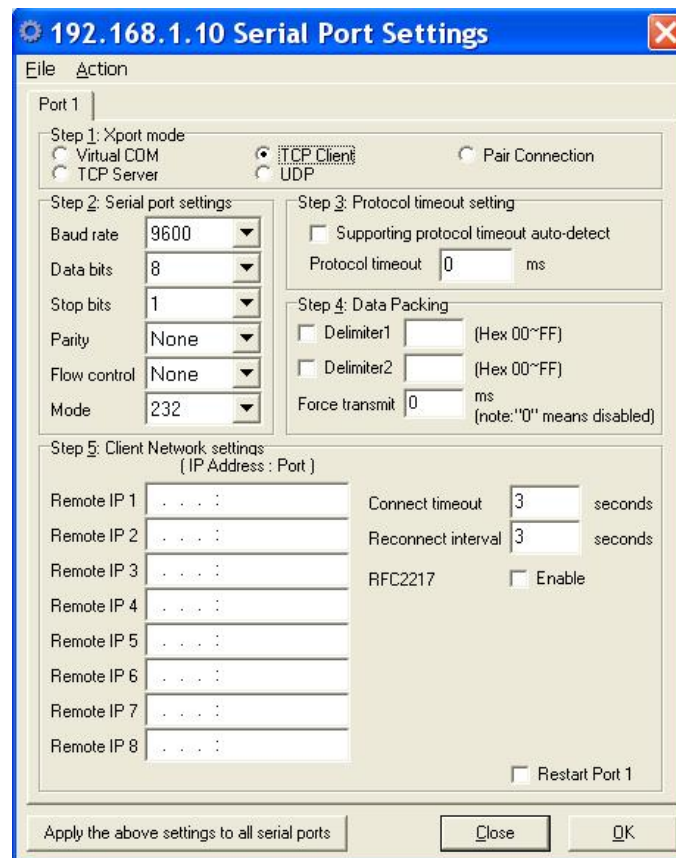 192.168.1.10 Serial Port Settings
File Action
Port 1
Step 1: Xport mode
Virtual COM TCP Client Pair Connection
TCP Server UDP
Step 2: Serial port settings
Baud rate 9600
Data bits 8
Stop bits 1
Parity None
Flow control None
Mode 232
Step 3: Protocol timeout setting
Supporting protocol timeout auto-detect
Protocol timeout 0 ms
Step 4: Data Packing
Delimiter1 (Hex 00~FF)
Delimiter2 (Hex 00~FF)
Force transmit 0 ms
(note:"0" means disabled)
Step 5: Client Network settings
( IP Address : Port )
Remote IP 1 . . . :
Remote IP 2 . . . :
Remote IP 3 . . . :
Remote IP 4 . . . :
Remote IP 5 . . . :
Remote IP 6 . . . :
Remote IP 7 . . . :
Remote IP 8 . . . :
Connect timeout 3 seconds
Reconnect interval 3 seconds
RFC2217 Enable
Restart Port 1
Apply the above settings to all serial ports Close OK